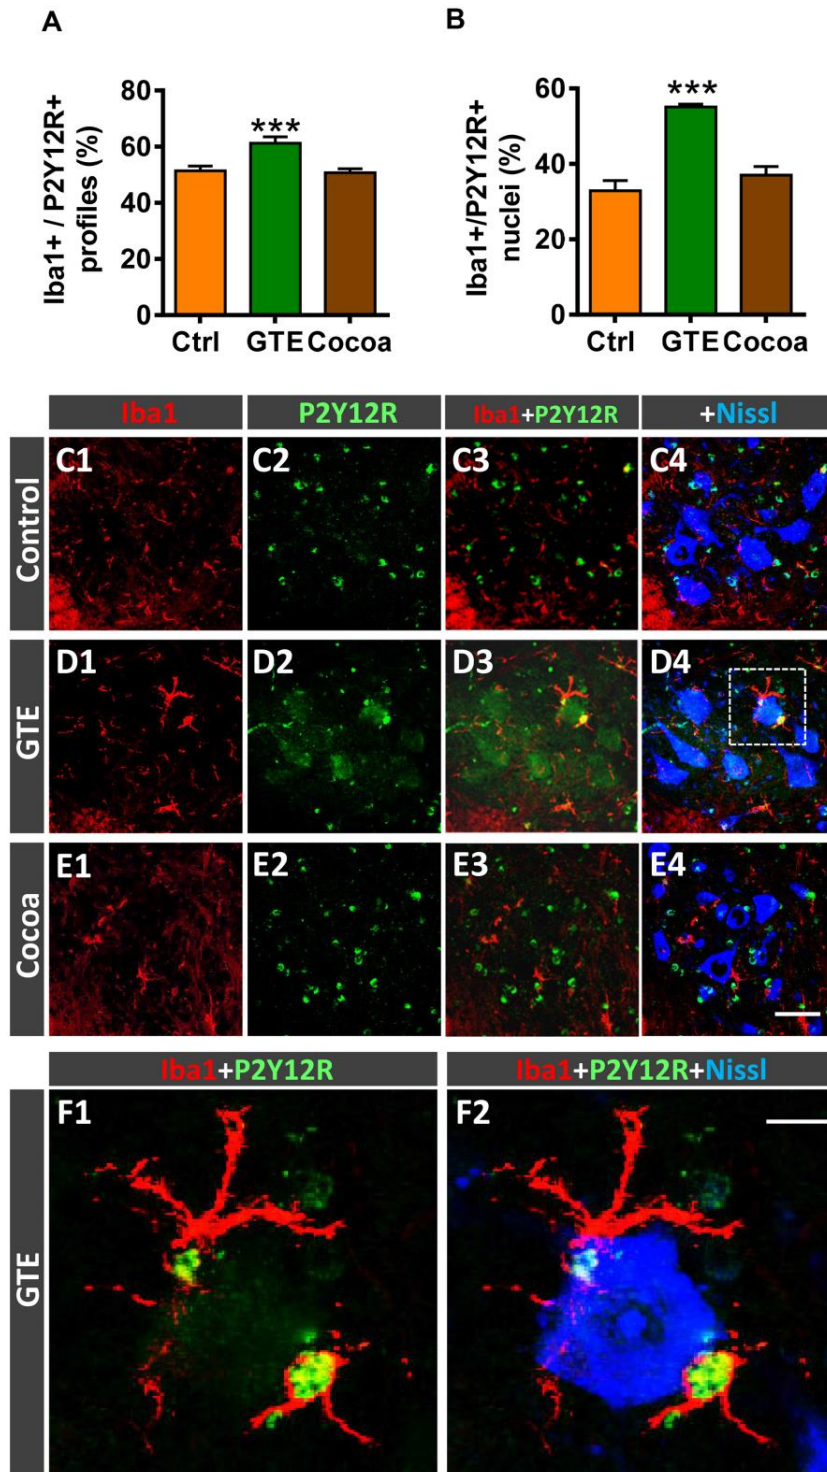 A
B
Iba1+ / P2Y12R+
profiles (%)
80
60
40
20
0
***
Ctrl GTE Cocoa
Iba1+/P2Y12R+
nuclei (%)
60
40
20
0
***
Ctrl GTE Cocoa
Iba1
P2Y12R
Iba1+P2Y12R
+Nissl
Control
C1
C2
C3
C4
GTE
D1
D2
D3
D4
Cocoa
E1
E2
E3
E4
Iba1+P2Y12R
Iba1+P2Y12R+Nissl
GTE
F1
F2